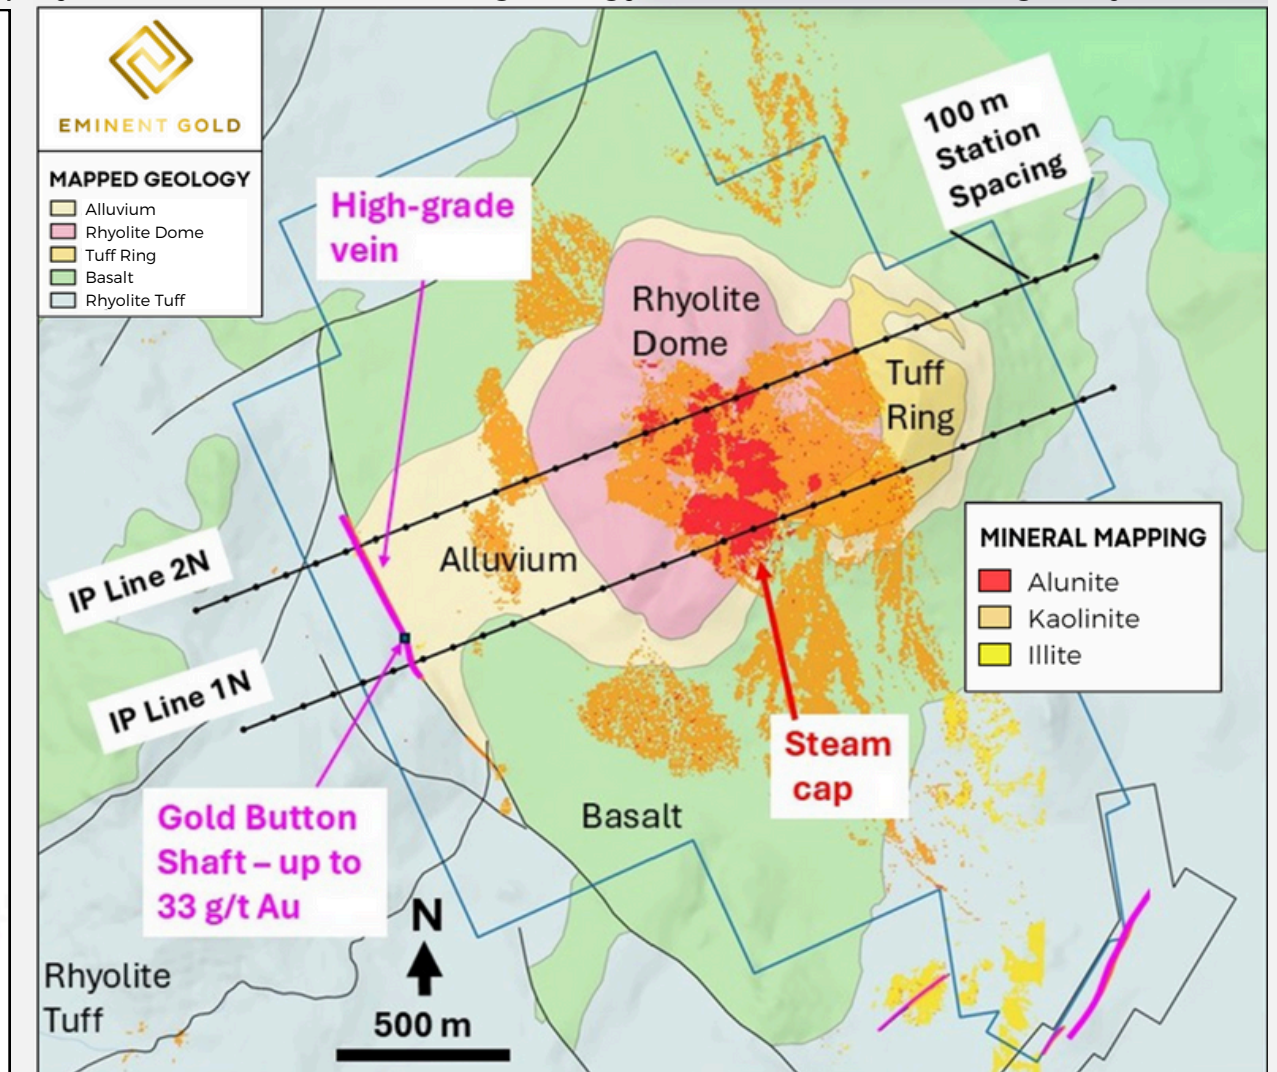 EMINENT GOLD
MAPPED GEOLOGY
Alluvium
Rhyolite Dome
Tuff Ring
Basalt
Rhyolite Tuff
High-grade
vein
100 m
Station
Spacing
Rhyolite
Dome
Tuff
Ring
Alluvium
IP Line 2N
IP Line 1N
MINERAL MAPPING
Alunite
Kaolinite
Illite
Steam
cap
Basalt
Gold Button
Shaft – up to
33 g/t Au
N
500 m
Rhyolite
Tuff